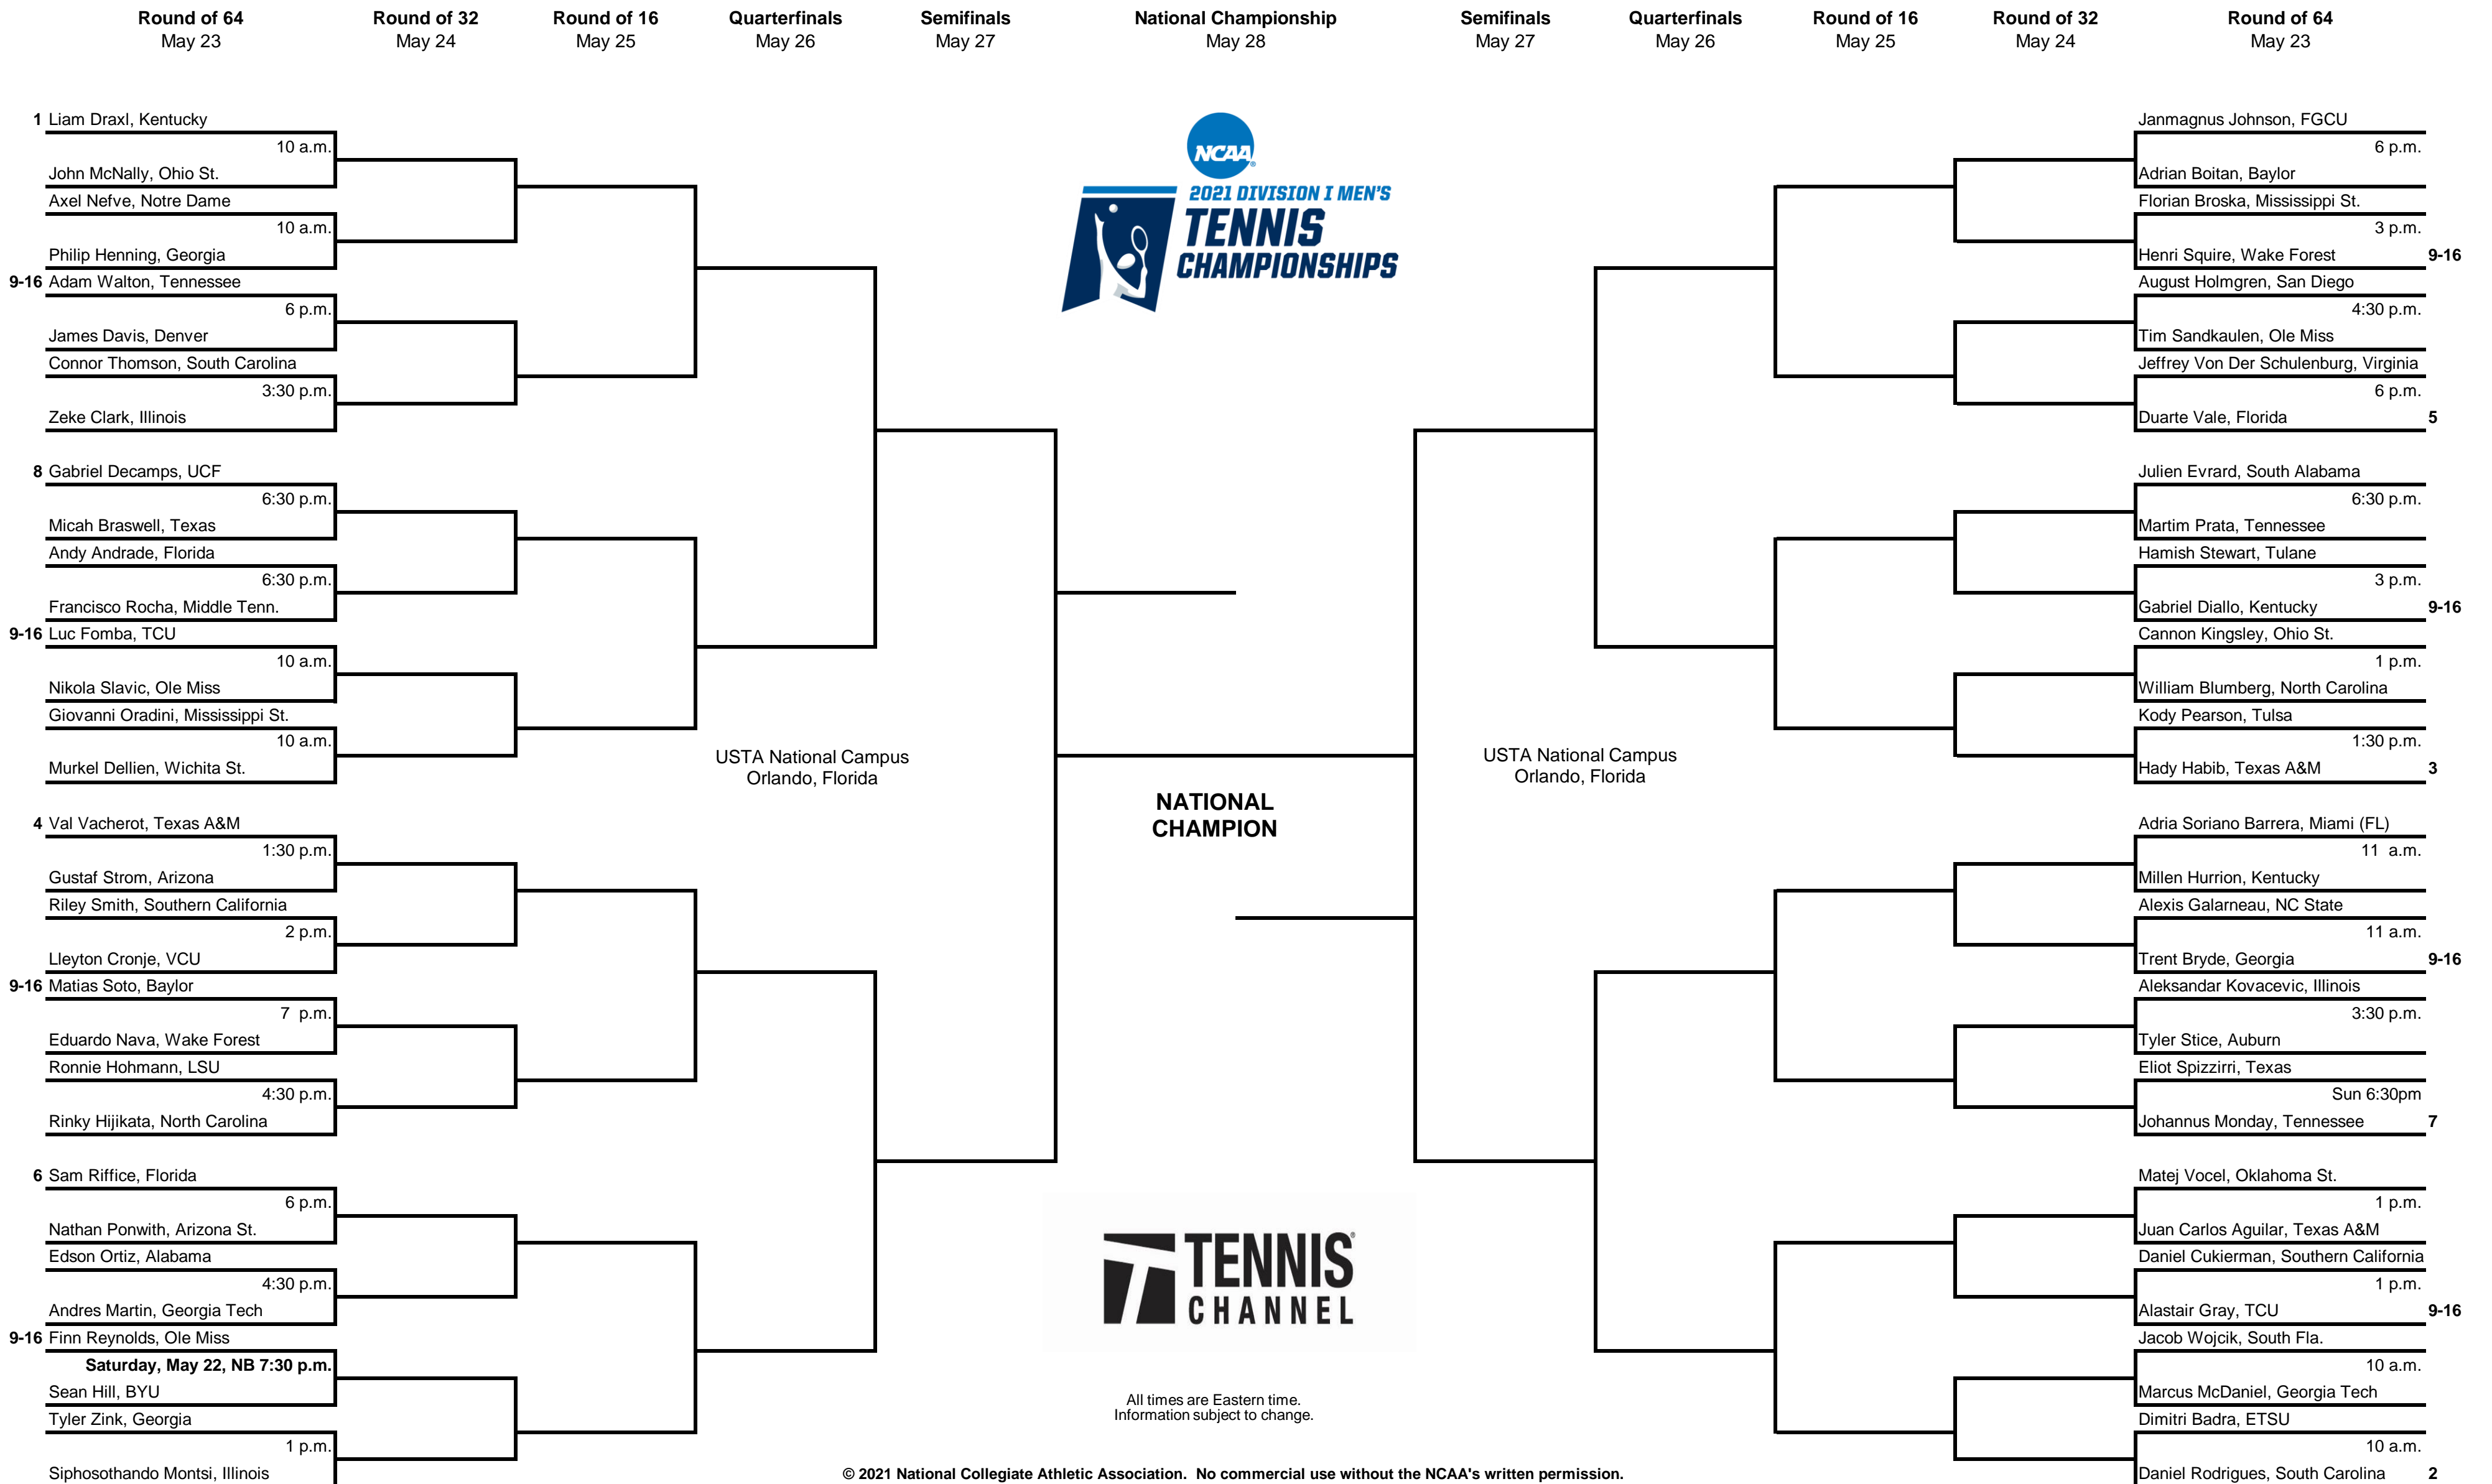 Round of 64 Round of 32 Round of 16 Quarterfinals Semifinals National Championship Semifinals Quarterfinals Round of 16 Round of 32 Round of 64
May 23 May 24 May 25 May 26 May 27 May 28 May 27 May 26 May 25 May 24 May 23
1 Liam Draxl, Kentucky
10 a.m.
John McNally, Ohio St.
Axel Nefve, Notre Dame
10 a.m.
Philip Henning, Georgia
9-16 Adam Walton, Tennessee
6 p.m.
James Davis, Denver
Connor Thomson, South Carolina
3:30 p.m.
Zeke Clark, Illinois
8 Gabriel Decamps, UCF
6:30 p.m.
Micah Braswell, Texas
Andy Andrade, Florida
6:30 p.m.
Francisco Rocha, Middle Tenn.
9-16 Luc Fomba, TCU
10 a.m.
Nikola Slavic, Ole Miss
Giovanni Oradini, Mississippi St.
10 a.m.
Murkel Dellien, Wichita St.
4 Val Vacherot, Texas A&M
1:30 p.m.
Gustaf Strom, Arizona
Riley Smith, Southern California
2 p.m.
Lleyton Cronje, VCU
9-16 Matias Soto, Baylor
7 p.m.
Eduardo Nava, Wake Forest
Ronnie Hohmann, LSU
4:30 p.m.
Rinky Hijikata, North Carolina
6 Sam Riffice, Florida
6 p.m.
Nathan Ponwith, Arizona St.
Edson Ortiz, Alabama
4:30 p.m.
Andres Martin, Georgia Tech
9-16 Finn Reynolds, Ole Miss
Saturday, May 22, NB 7:30 p.m.
Sean Hill, BYU
Tyler Zink, Georgia
1 p.m.
Siphosothando Montsi, Illinois
NCAA
2021 DIVISION I MEN'S
TENNIS
CHAMPIONSHIPS
USTA National Campus
Orlando, Florida
NATIONAL
CHAMPION
USTA National Campus
Orlando, Florida
TENNIS
CHANNEL
All times are Eastern time.
Information subject to change.
© 2021 National Collegiate Athletic Association. No commercial use without the NCAA's written permission.
Janmagnus Johnson, FGCU
6 p.m.
Adrian Boitan, Baylor
Florian Broska, Mississippi St.
3 p.m.
Henri Squire, Wake Forest 9-16
August Holmgren, San Diego
4:30 p.m.
Tim Sandkaulen, Ole Miss
Jeffrey Von Der Schulenburg, Virginia
6 p.m.
Duarte Vale, Florida 5
Julien Evrard, South Alabama
6:30 p.m.
Martim Prata, Tennessee
Hamish Stewart, Tulane
3 p.m.
Gabriel Diallo, Kentucky 9-16
Cannon Kingsley, Ohio St.
1 p.m.
William Blumberg, North Carolina
Kody Pearson, Tulsa
1:30 p.m.
Hady Habib, Texas A&M 3
Adria Soriano Barrera, Miami (FL)
11 a.m.
Millen Hurrion, Kentucky
Alexis Galarneau, NC State
11 a.m.
Trent Bryde, Georgia 9-16
Aleksandar Kovacevic, Illinois
3:30 p.m.
Tyler Stice, Auburn
Eliot Spizzirri, Texas
Sun 6:30pm
Johannus Monday, Tennessee 7
Matej Vocel, Oklahoma St.
1 p.m.
Juan Carlos Aguilar, Texas A&M
Daniel Cukierman, Southern California
1 p.m.
Alastair Gray, TCU 9-16
Jacob Wojcik, South Fla.
10 a.m.
Marcus McDaniel, Georgia Tech
Dimitri Badra, ETSU
10 a.m.
Daniel Rodrigues, South Carolina 2